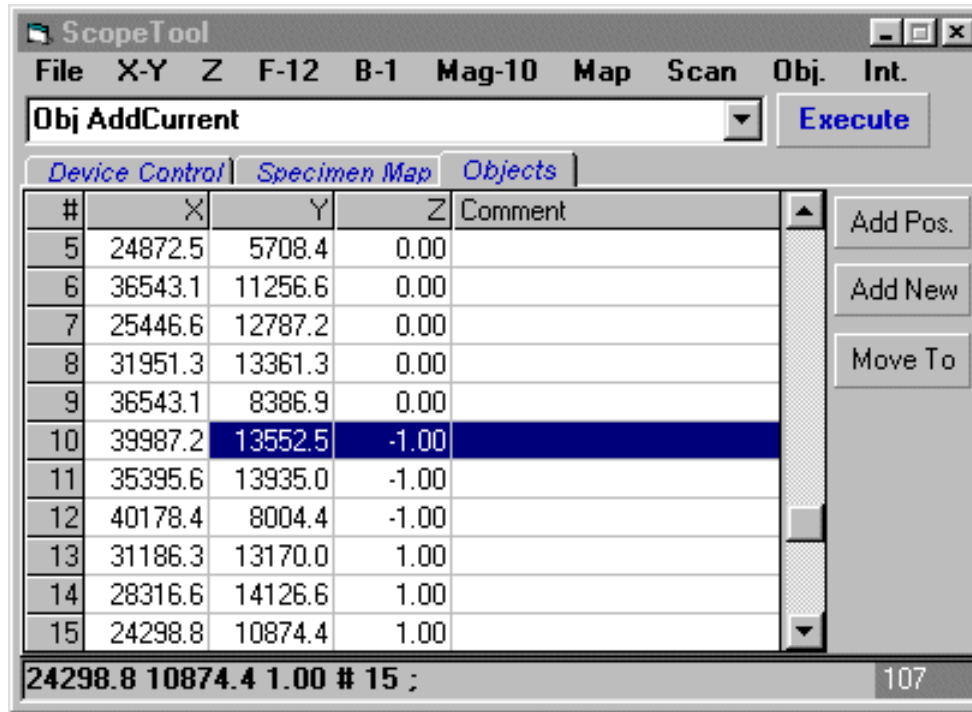 ScopeTool
File X-Y Z F-12 B-1 Mag-10 Map Scan Obj. Int.
Obj AddCurrent Execute
Device Control Specimen Map Objects
# X Y Z Comment
5 24872.5 5708.4 0.00
6 36543.1 11256.6 0.00
7 25446.6 12787.2 0.00
8 31951.3 13361.3 0.00
9 36543.1 8386.9 0.00
10 39987.2 13552.5 -1.00
11 35395.6 13935.0 -1.00
12 40178.4 8004.4 -1.00
13 31186.3 13170.0 1.00
14 28316.6 14126.6 1.00
15 24298.8 10874.4 1.00
Add Pos.
Add New
Move To
24298.8 10874.4 1.00 # 15 ; 107